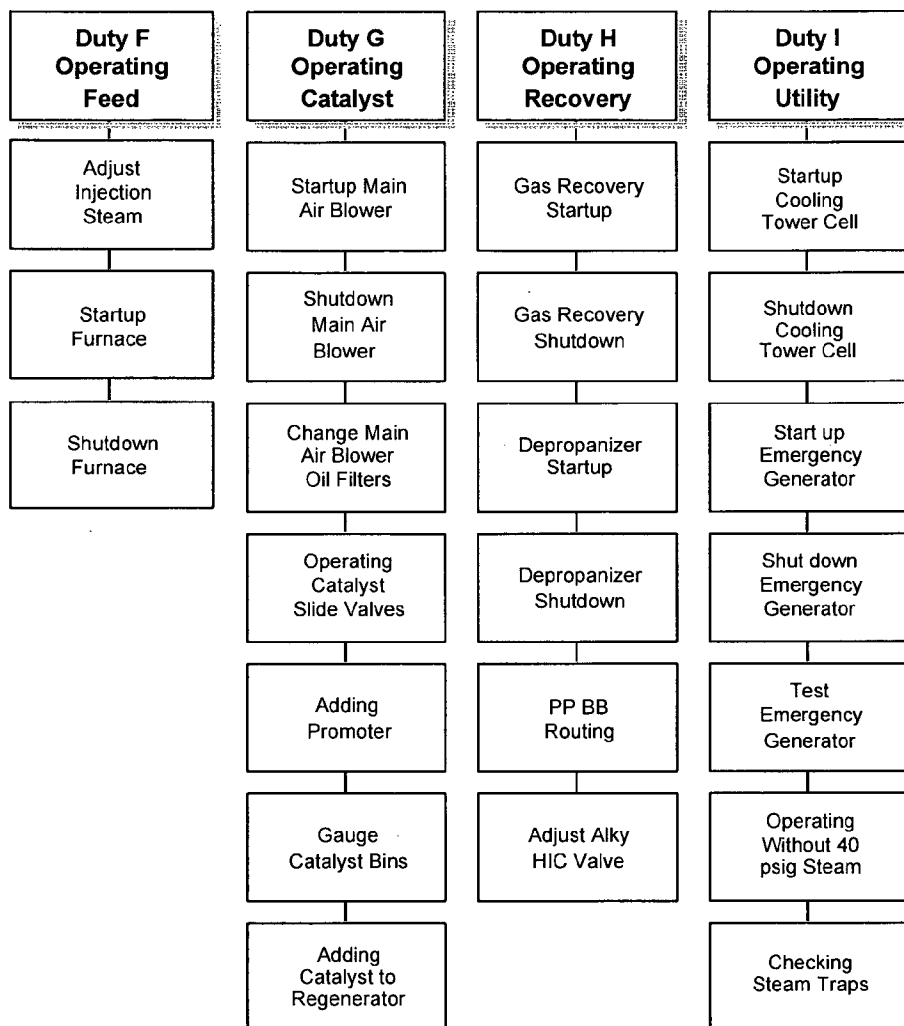 Duty F
Operating
Feed
Adjust
Injection
Steam
Startup
Furnace
Shutdown
Furnace
Duty G
Operating
Catalyst
Startup Main
Air Blower
Shutdown
Main Air
Blower
Change Main
Air Blower
Oil Filters
Operating
Catalyst
Slide Valves
Adding
Promoter
Gauge
Catalyst Bins
Adding
Catalyst to
Regenerator
Duty H
Operating
Recovery
Gas Recovery
Startup
Gas Recovery
Shutdown
Depropanizer
Startup
Depropanizer
Shutdown
PP BB
Routing
Adjust Alky
HIC Valve
Duty I
Operating
Utility
Startup
Cooling
Tower Cell
Shutdown
Cooling
Tower Cell
Start up
Emergency
Generator
Shut down
Emergency
Generator
Test
Emergency
Generator
Operating
Without 40
psig Steam
Checking
Steam Traps